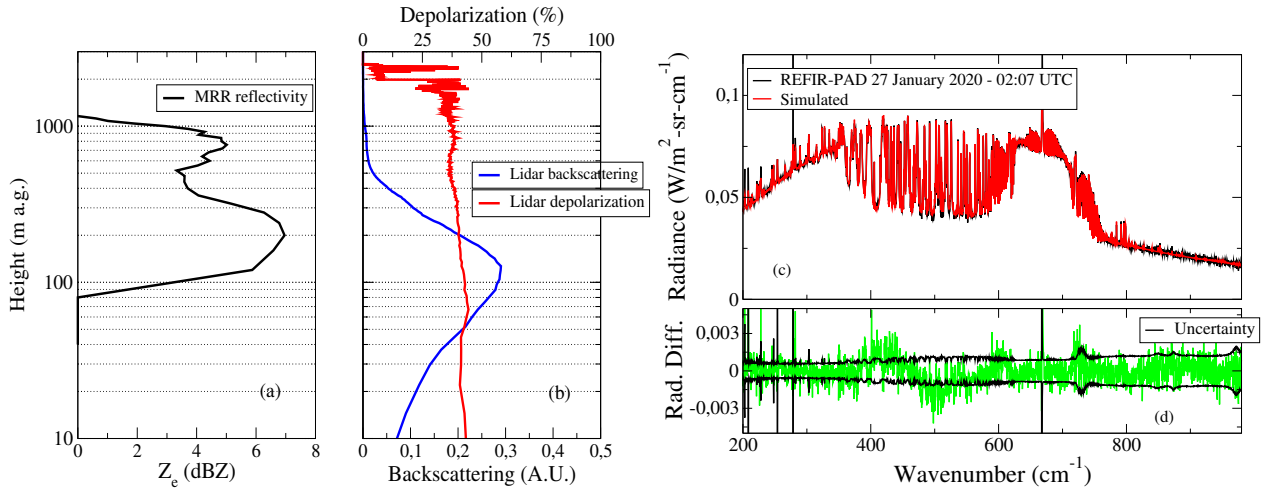 MRR reflectivity
1000
100
10
Height (m a.g.)
0 2 4 6 8
Z_e (dBZ)
(a)
Depolarization (%)
0 25 50 75 100
Lidar backscattering
Lidar depolarization
(b)
0 0,1 0,2 0,3 0,4 0,5
Backscattering (A.U.)
REFIR-PAD 27 January 2020 - 02:07 UTC
Simulated
0,1
0,05
0
Radiance (W/m²-sr-cm⁻¹)
(c)
Uncertainty
0,003
0
-0,003
Rad. Diff.
(d)
200 400 600 800
Wavenumber (cm⁻¹)